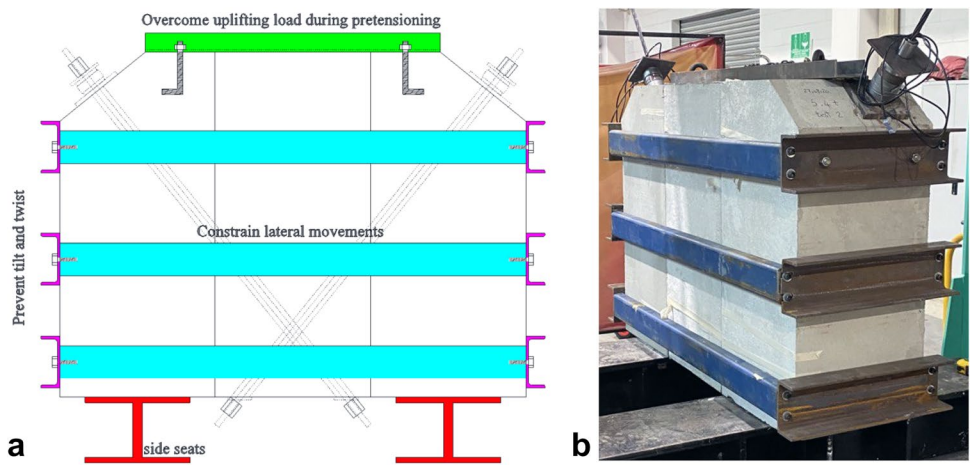 Overcome uplifting load during pretensioning
Prevent tilt and twist
Constrain lateral movements
side seats
a
b